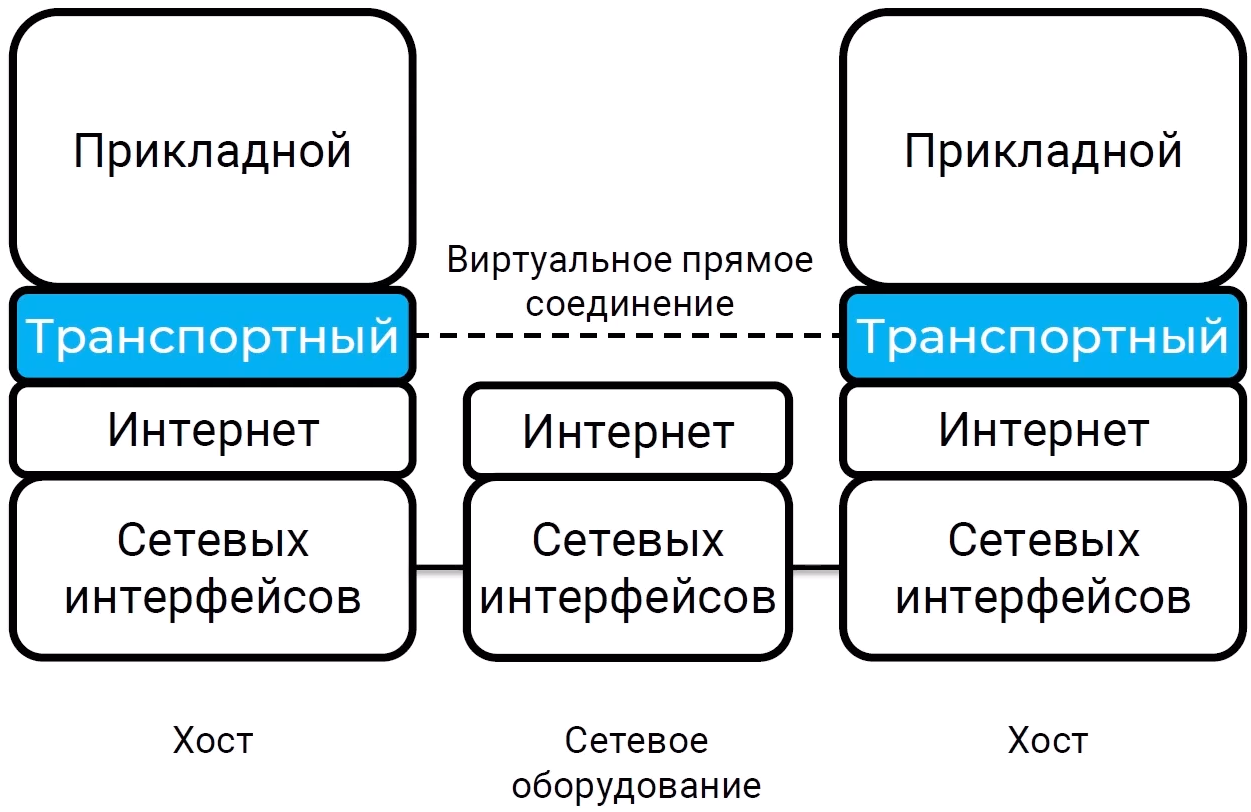 Прикладной
Прикладной
Виртуальное прямое
соединение
Транспортный
Транспортный
Интернет
Интернет
Интернет
Сетевых
интерфейсов
Сетевых
интерфейсов
Сетевых
интерфейсов
Хост
Сетевое
оборудование
Хост